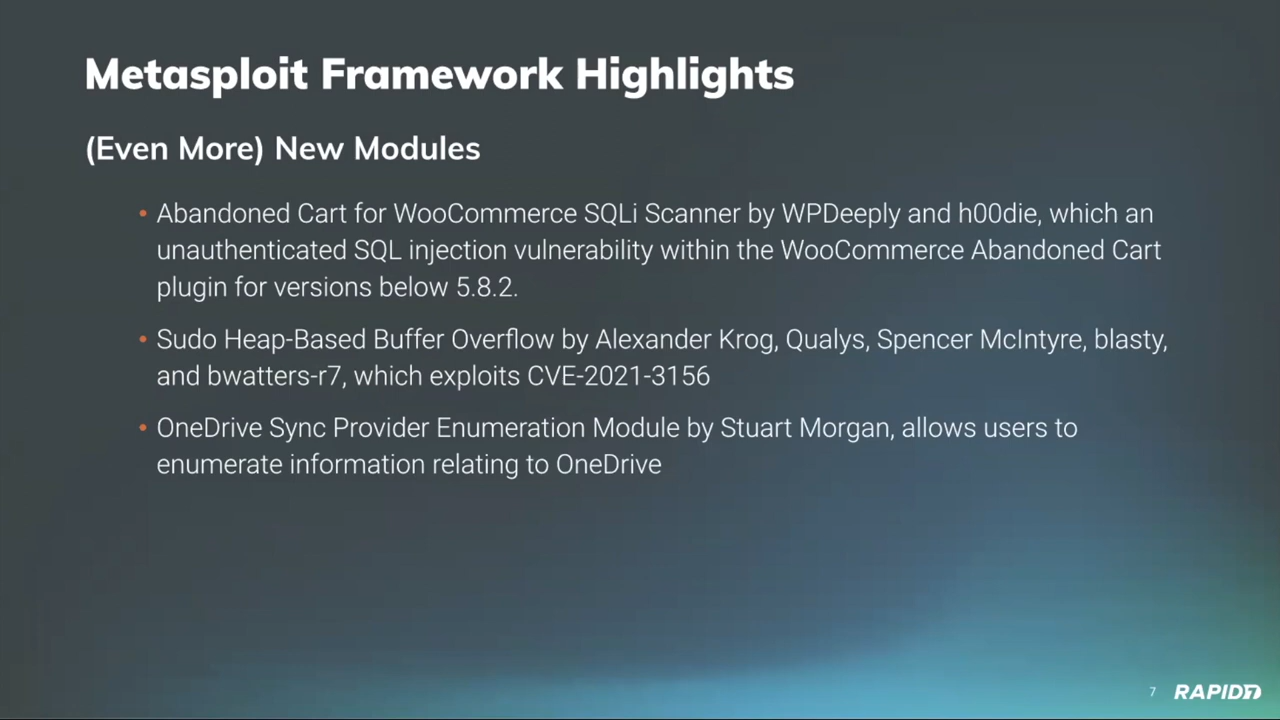 Metasploit Framework Highlights
(Even More) New Modules
• Abandoned Cart for WooCommerce SQLi Scanner by WPDeeply and h00die, which an
unauthenticated SQL injection vulnerability within the WooCommerce Abandoned Cart
plugin for versions below 5.8.2.
• Sudo Heap-Based Buffer Overflow by Alexander Krog, Qualys, Spencer McIntyre, blasty,
and bwatters-r7, which exploits CVE-2021-3156
• OneDrive Sync Provider Enumeration Module by Stuart Morgan, allows users to
enumerate information relating to OneDrive
7
RAPID7